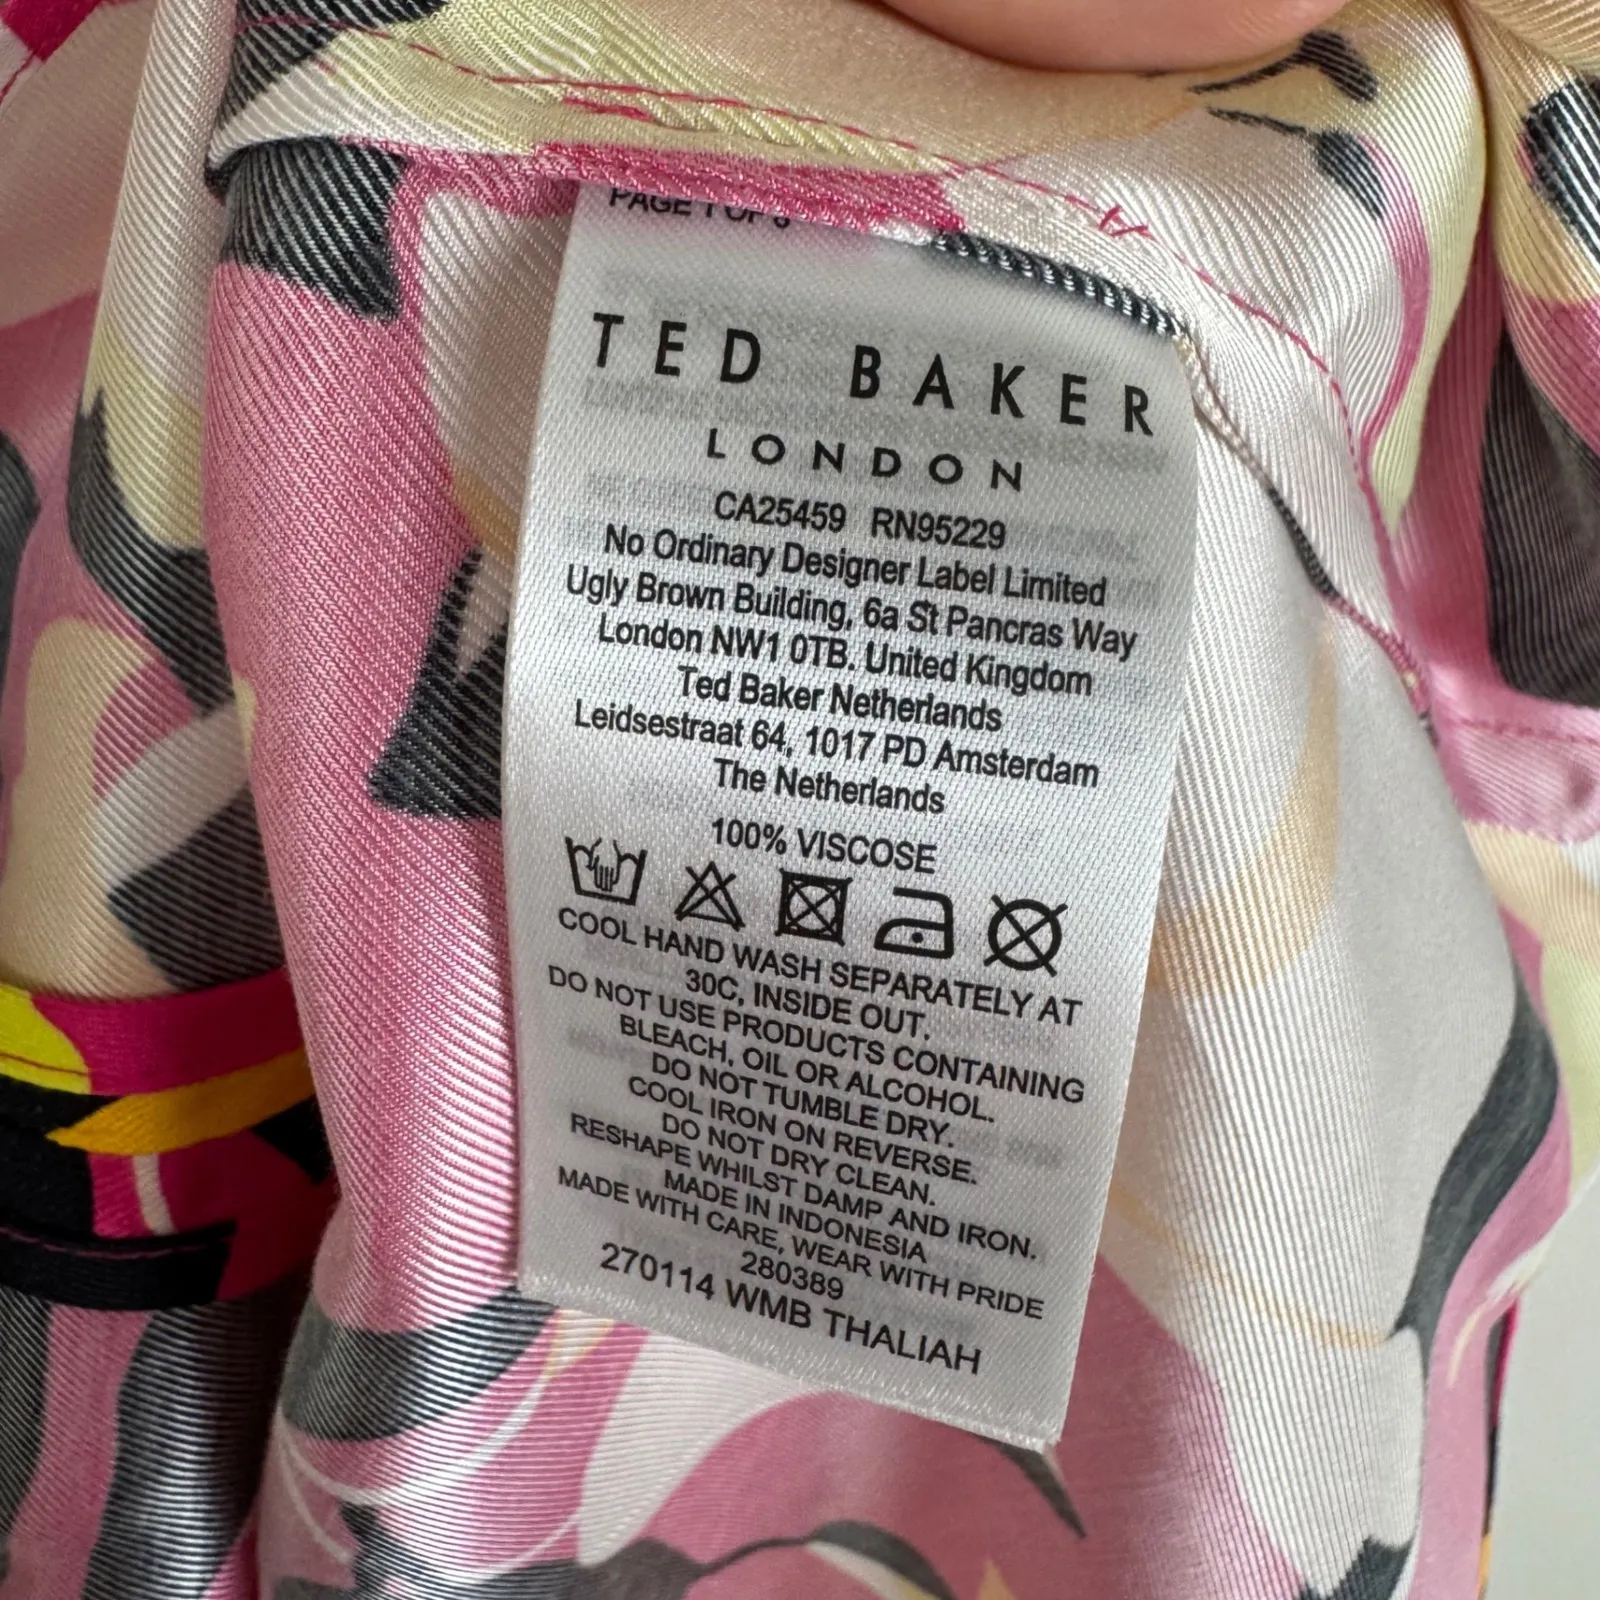 PAGE 1 OF 8
TED BAKER
LONDON
CA25459 RN95229
No Ordinary Designer Label Limited
Ugly Brown Building, 6a St Pancras Way
London NW1 0TB. United Kingdom
Ted Baker Netherlands
Leidsestraat 64, 1017 PD Amsterdam
The Netherlands
100% VISCOSE
COOL HAND WASH SEPARATELY AT
30C, INSIDE OUT.
DO NOT USE PRODUCTS CONTAINING
BLEACH, OIL OR ALCOHOL.
DO NOT TUMBLE DRY.
COOL IRON ON REVERSE.
DO NOT DRY CLEAN.
RESHAPE WHILST DAMP AND IRON.
MADE IN INDONESIA
MADE WITH CARE, WEAR WITH PRIDE
280389
270114 WMB THALIAH